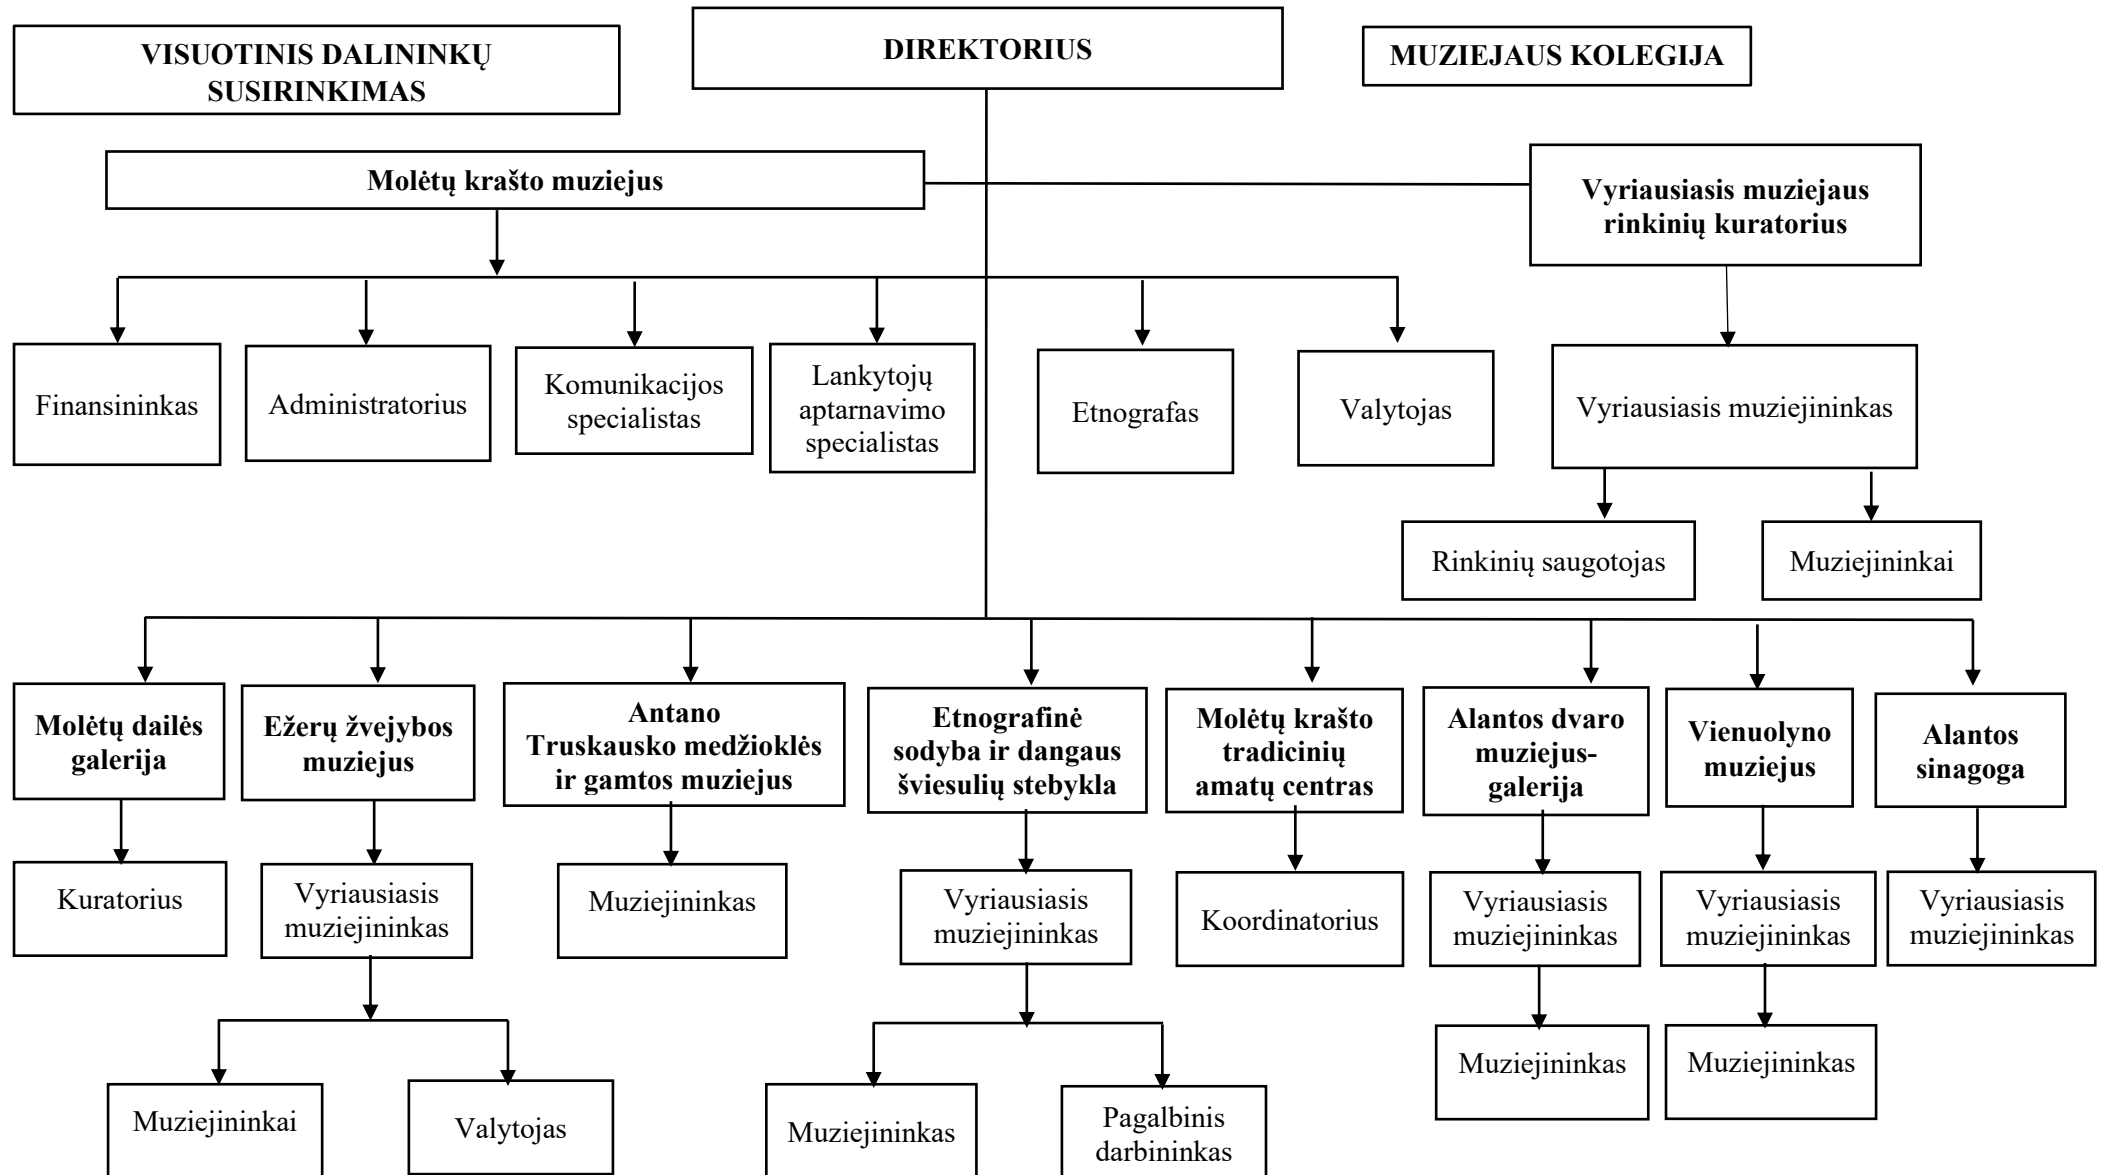 VISUOTINIS DALININKŲ
SUSIRINKIMAS
DIREKTORIUS
MUZIEJAUS KOLEGIJA
Molėtų krašto muziejus
Vyriausiasis muziejaus
rinkinių kuratorius
Finansininkas
Administratorius
Komunikacijos
specialistas
Lankytojų
aptarnavimo
specialistas
Etnografas
Valytojas
Vyriausiasis muziejininkas
Rinkinių saugotojas
Muziejininkai
Molėtų dailės
galerija
Ežerų žvejybos
muziejus
Antano
Truskausko medžioklės
ir gamtos muziejus
Etnografinė
sodyba ir dangaus
šviesulių stebykla
Molėtų krašto
tradicinių
amatų centras
Alantos dvaro
muziejus-
galerija
Vienuolyno
muziejus
Alantos
sinagoga
Kuratorius
Vyriausiasis
muziejininkas
Muziejininkas
Vyriausiasis
muziejininkas
Koordinatorius
Vyriausiasis
muziejininkas
Vyriausiasis
muziejininkas
Vyriausiasis
muziejininkas
Muziejininkai
Valytojas
Muziejininkas
Pagalbinis
darbininkas
Muziejininkas
Muziejininkas